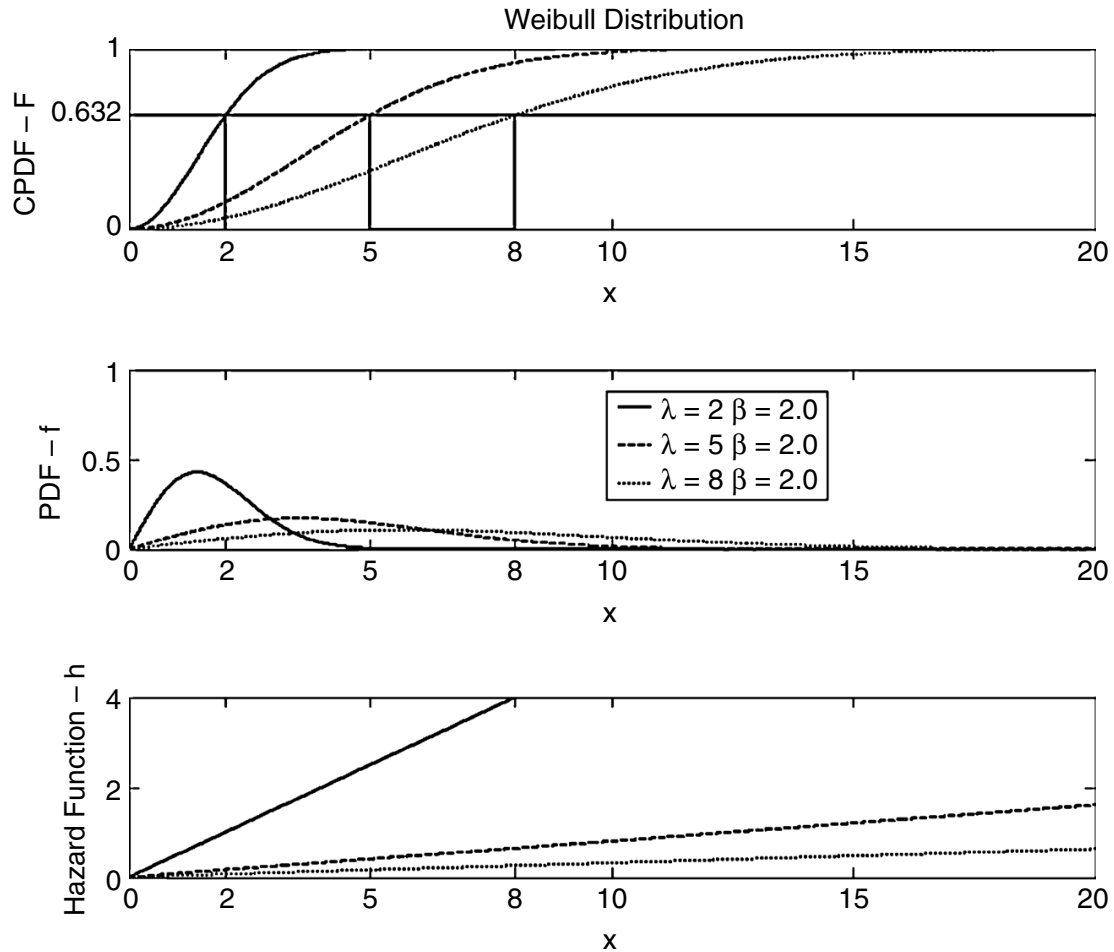 Weibull Distribution
CPDF – F
1
0.632
0
0 2 5 8 10 15 20
x
PDF – f
1
0.5
0
λ = 2 β = 2.0
λ = 5 β = 2.0
λ = 8 β = 2.0
0 2 5 8 10 15 20
x
Hazard Function – h
4
2
0
0 2 5 8 10 15 20
x